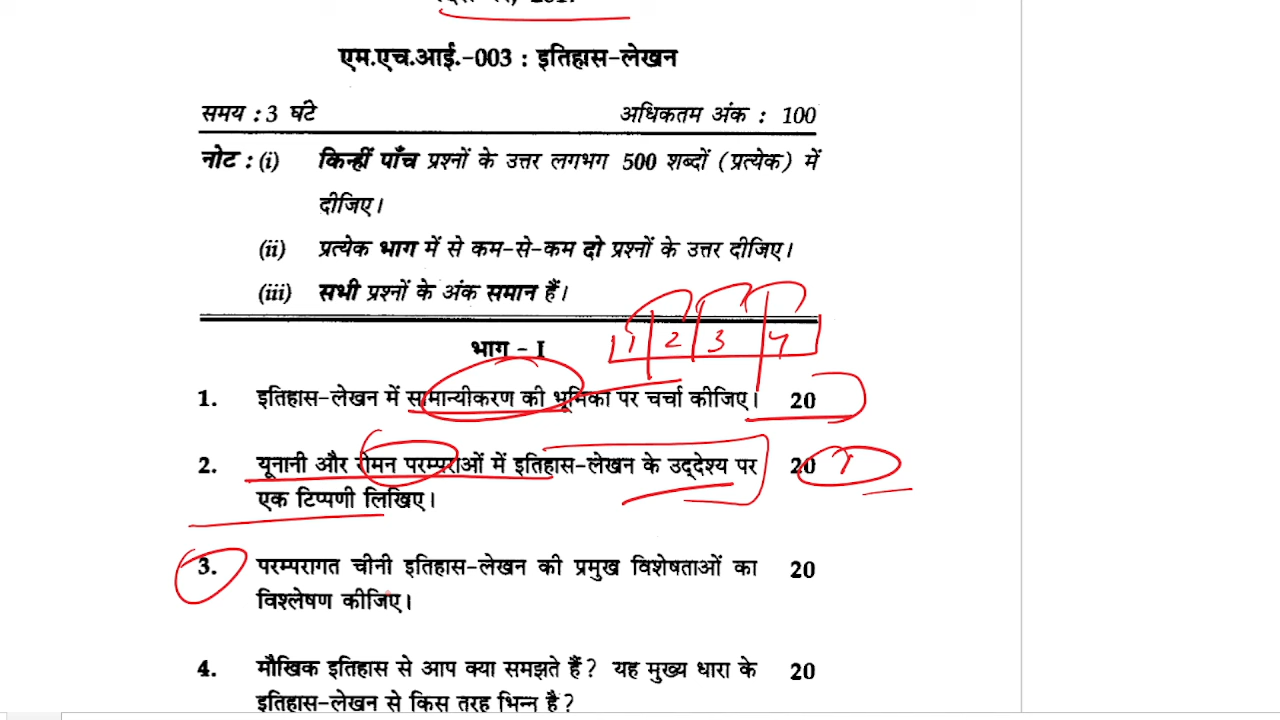 एम.एच.आई.-003 : इतिहास-लेखन
समय : 3 घंटे अधिकतम अंक : 100
नोट : (i) किन्हीं पाँच प्रश्नों के उत्तर लगभग 500 शब्दों (प्रत्येक) में
दीजिए।
(ii) प्रत्येक भाग में से कम-से-कम दो प्रश्नों के उत्तर दीजिए।
(iii) सभी प्रश्नों के अंक समान हैं।
1 2 3 4
भाग - I
1. इतिहास-लेखन में सामान्यीकरण की भूमिका पर चर्चा कीजिए। 20
2. यूनानी और रोमन परम्पराओं में इतिहास-लेखन के उद्देश्य पर 20
एक टिप्पणी लिखिए।
3. परम्परागत चीनी इतिहास-लेखन की प्रमुख विशेषताओं का 20
विश्लेषण कीजिए।
4. मौखिक इतिहास से आप क्या समझते हैं? यह मुख्य धारा के 20
इतिहास-लेखन से किस तरह भिन्न है?